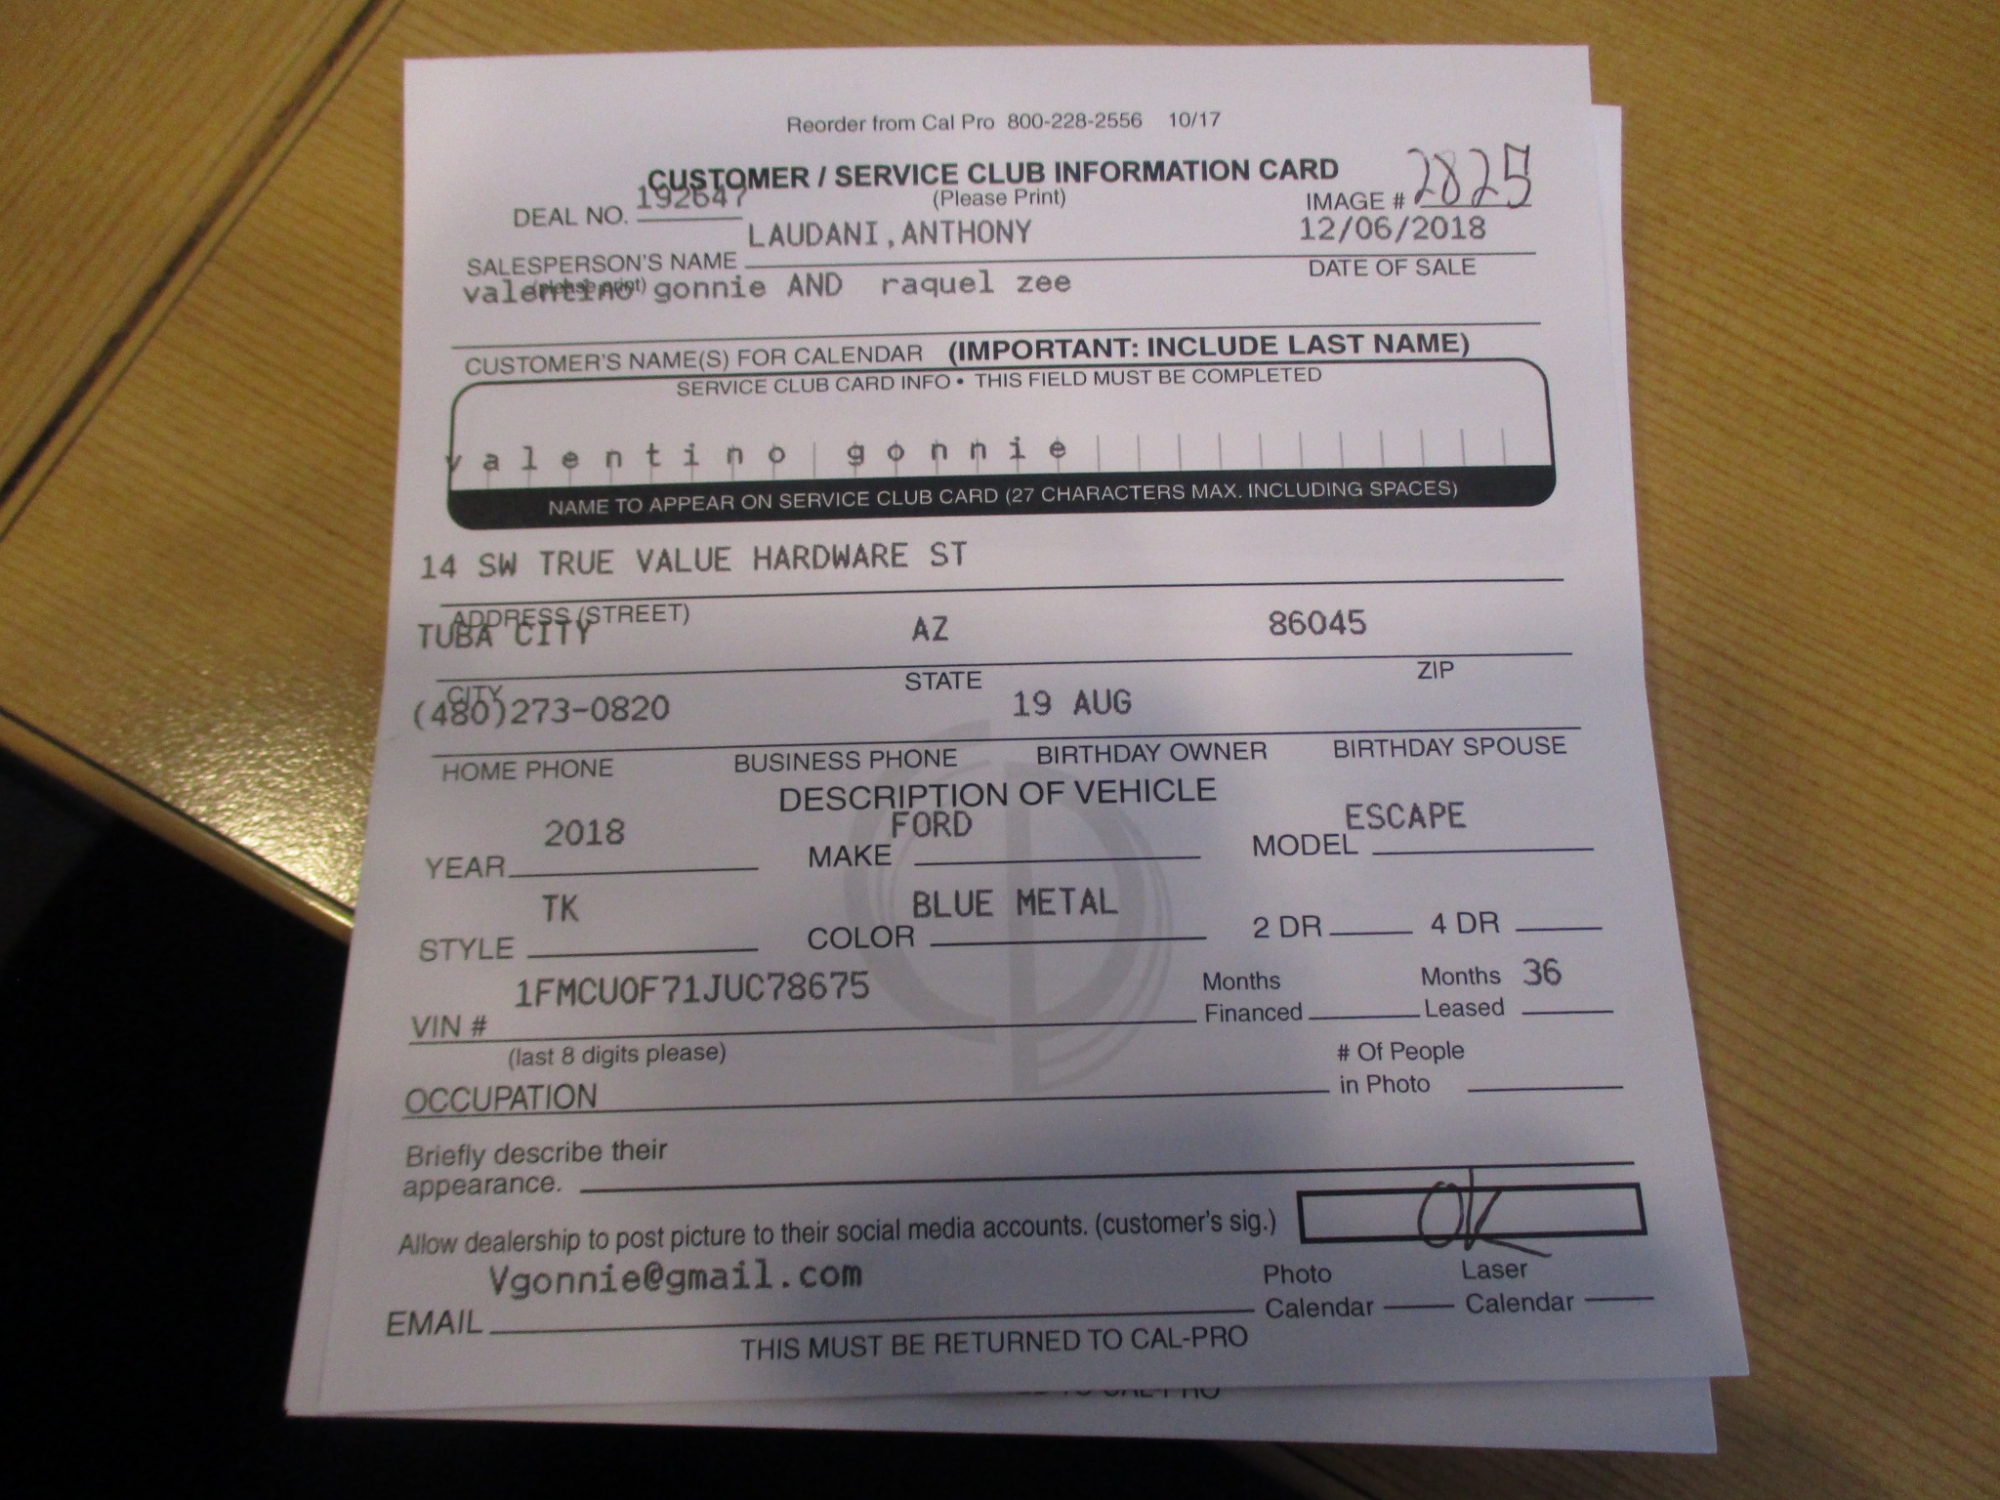 Reorder from Cal Pro 800-228-2556 10/17
CUSTOMER / SERVICE CLUB INFORMATION CARD
(Please Print)
DEAL NO. 192647
IMAGE # 2825
SALESPERSON'S NAME LAUDANI,ANTHONY
12/06/2018
(please print)
DATE OF SALE
valentino gonnie AND raquel zee
CUSTOMER'S NAME(S) FOR CALENDAR (IMPORTANT: INCLUDE LAST NAME)
SERVICE CLUB CARD INFO • THIS FIELD MUST BE COMPLETED
valentino gonnie
NAME TO APPEAR ON SERVICE CLUB CARD (27 CHARACTERS MAX. INCLUDING SPACES)
14 SW TRUE VALUE HARDWARE ST
ADDRESS (STREET)
TUBA CITY AZ 86045
CITY STATE ZIP
(480)273-0820 19 AUG
HOME PHONE BUSINESS PHONE BIRTHDAY OWNER BIRTHDAY SPOUSE
DESCRIPTION OF VEHICLE
YEAR 2018 MAKE FORD MODEL ESCAPE
STYLE TK COLOR BLUE METAL 2 DR 4 DR
VIN # 1FMCU0F71JUC78675
Months Financed
Months Leased 36
(last 8 digits please)
OCCUPATION
# Of People in Photo
Briefly describe their
appearance.
Allow dealership to post picture to their social media accounts. (customer's sig.) OK
EMAIL Vgonnie@gmail.com
Photo Calendar
Laser Calendar
THIS MUST BE RETURNED TO CAL-PRO